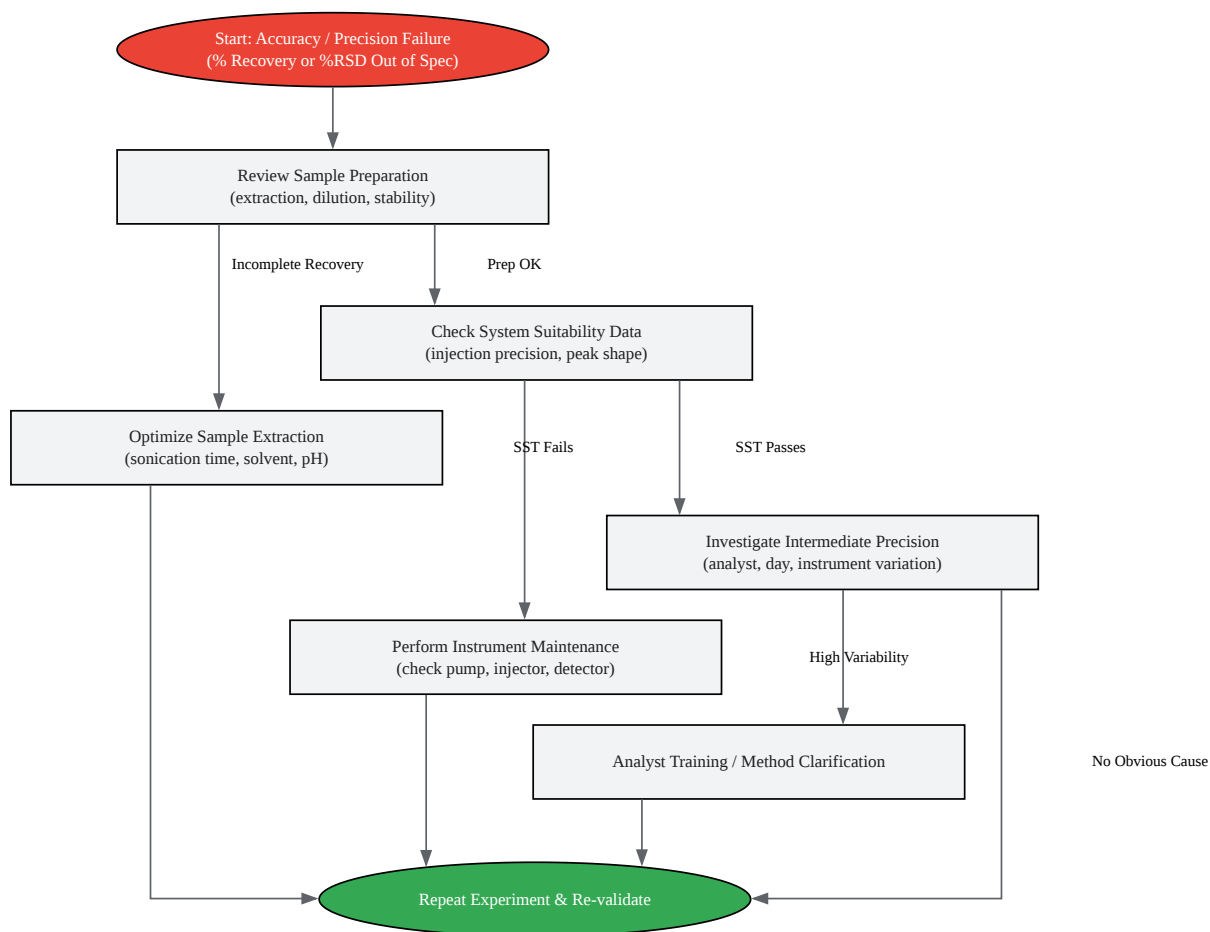 Start: Accuracy / Precision Failure
(% Recovery or %RSD Out of Spec)
Review Sample Preparation
(extraction, dilution, stability)
Incomplete Recovery
Prep OK
Check System Suitability Data
(injection precision, peak shape)
Optimize Sample Extraction
(sonication time, solvent, pH)
SST Fails
SST Passes
Investigate Intermediate Precision
(analyst, day, instrument variation)
Perform Instrument Maintenance
(check pump, injector, detector)
High Variability
Analyst Training / Method Clarification
No Obvious Cause
Repeat Experiment & Re-validate